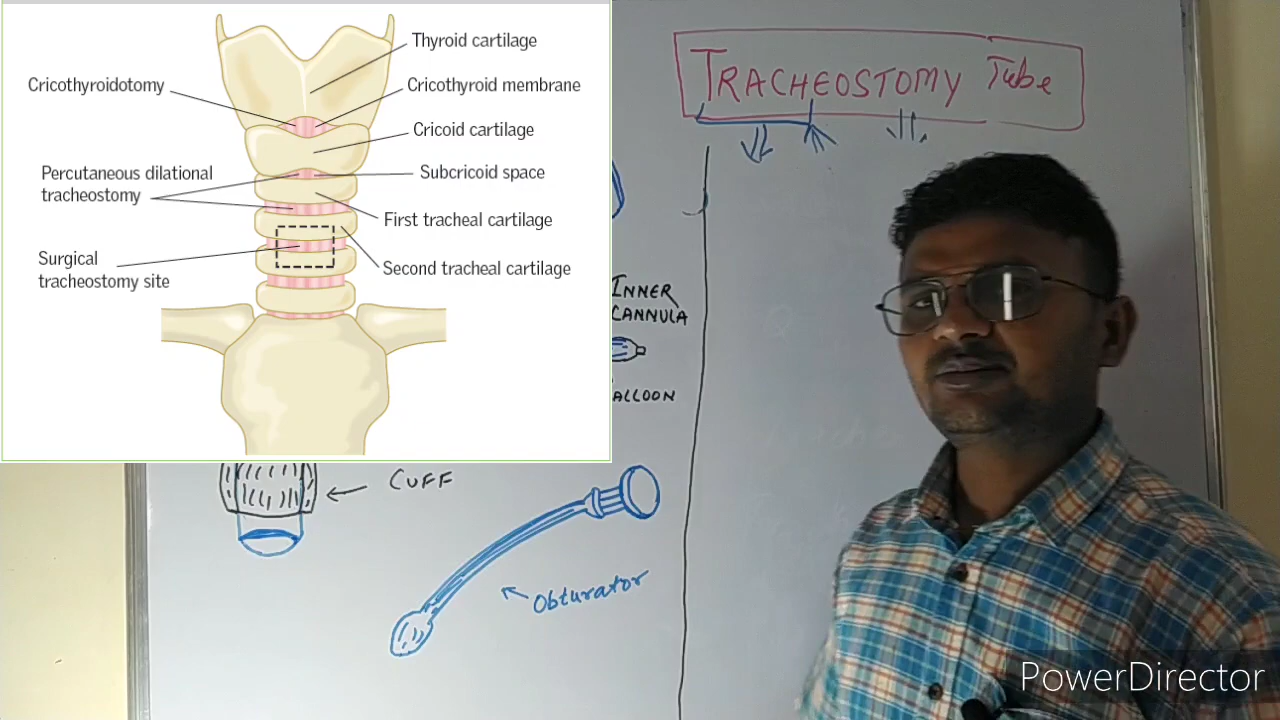 Thyroid cartilage
Cricothyroidotomy
Cricothyroid membrane
Cricoid cartilage
Percutaneous dilational
tracheostomy
Subcricoid space
First tracheal cartilage
Surgical
tracheostomy site
Second tracheal cartilage
TRACHEOSTOMY Tube
INNER
CANNULA
ALLOON
CUFF
Obturator
PowerDirector